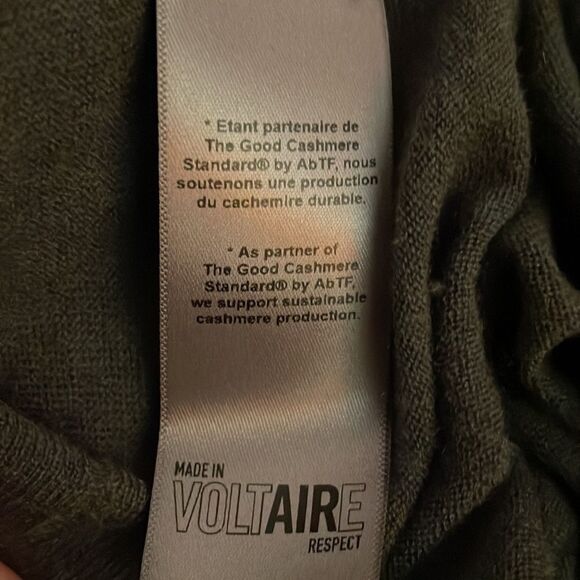 * Etant partenaire de
The Good Cashmere
Standard® by AbTF, nous
soutenons une production
du cachemire durable.
* As partner of
The Good Cashmere
Standard® by AbTF,
we support sustainable
cashmere production.
MADE IN
VOLTAIRE
RESPECT